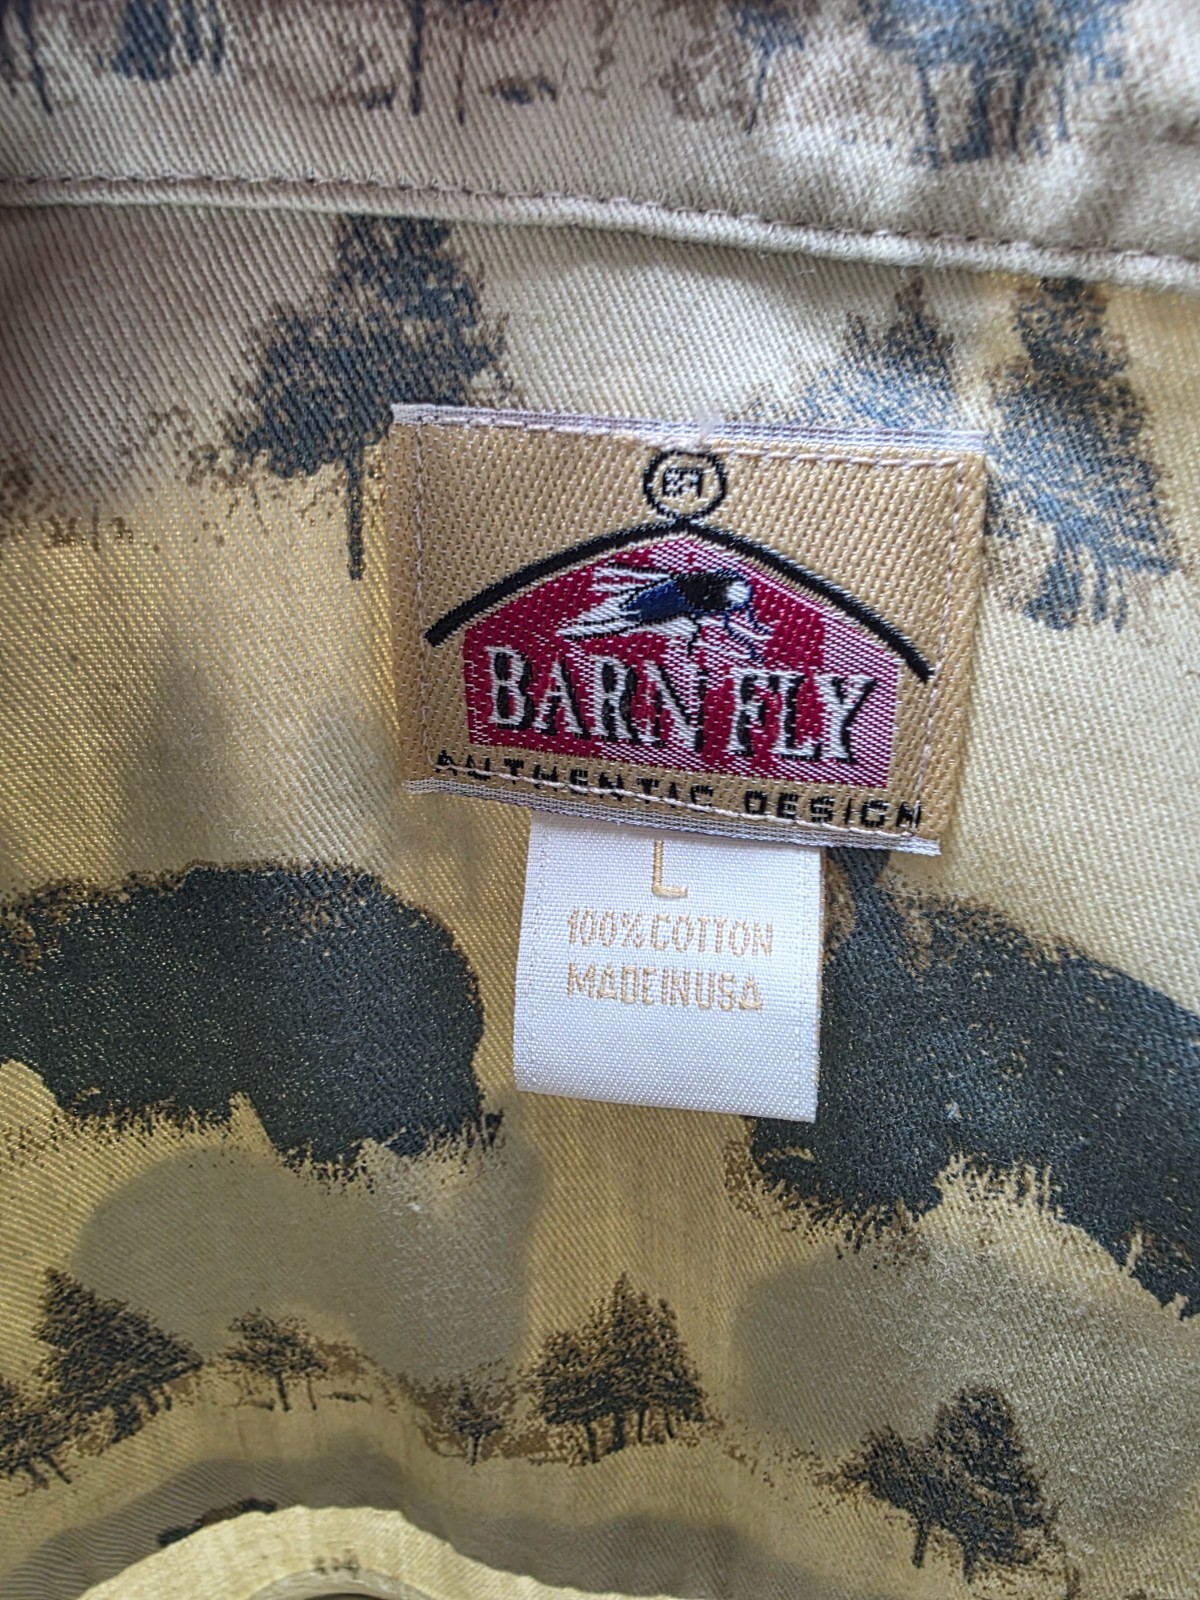 BF
BARN FLY
AUTHENTIC DESIGN
L
100% COTTON
MADE IN USA